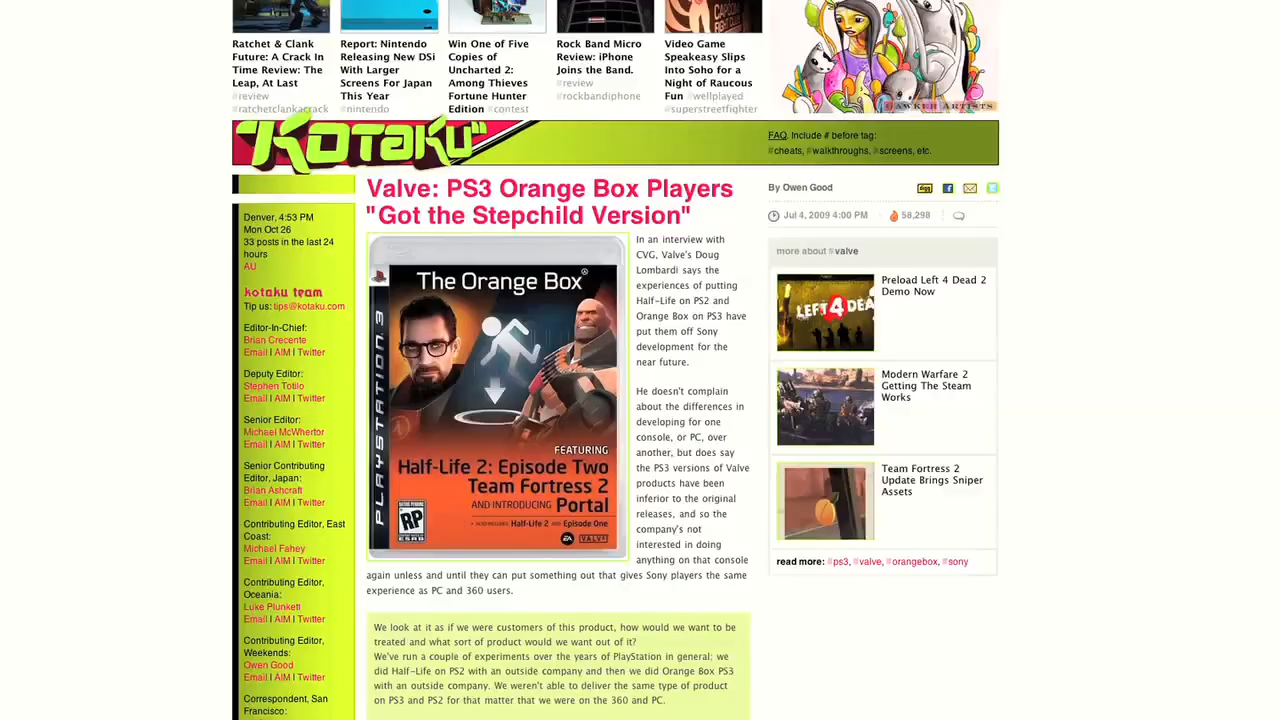 Ratchet & Clank
Future: A Crack In
Time Review: The
Leap, At Last
#review
#ratchetclankacrack
Report: Nintendo
Releasing New DSi
With Larger
Screens For Japan
This Year
#nintendo
Win One of Five
Copies of
Uncharted 2:
Among Thieves
Fortune Hunter
Edition #contest
Rock Band Micro
Review: iPhone
Joins the Band.
#review
#rockbandiphone
Video Game
Speakeasy Slips
Into Soho for a
Night of Raucous
Fun #wellplayed
#superstreetfighter
GAWKER ARTISTS
KOTAKU
FAQ. Include # before tag:
#cheats, #walkthroughs, #screens, etc.
Denver, 4:53 PM
Mon Oct 26
33 posts in the last 24
hours
AU
kotaku team
Tip us: tips@kotaku.com
Editor-In-Chief:
Brian Crecente
Email | AIM | Twitter
Deputy Editor:
Stephen Totilo
Email | AIM | Twitter
Senior Editor:
Michael McWhertor
Email | AIM | Twitter
Senior Contributing
Editor, Japan:
Brian Ashcraft
Email | AIM | Twitter
Contributing Editor, East
Coast:
Michael Fahey
Email | AIM | Twitter
Contributing Editor,
Oceania:
Luke Plunkett
Email | AIM | Twitter
Contributing Editor,
Weekends:
Owen Good
Email | AIM | Twitter
Correspondent, San
Francisco:
Valve: PS3 Orange Box Players
"Got the Stepchild Version"
PLAYSTATION 3
The Orange Box
FEATURING
Half-Life 2: Episode Two
Team Fortress 2
AND INTRODUCING Portal
ALSO INCLUDES Half-Life 2 and Episode One
RP
ESRB
EA VALVE
In an interview with
CVG, Valve's Doug
Lombardi says the
experiences of putting
Half-Life on PS2 and
Orange Box on PS3 have
put them off Sony
development for the
near future.
He doesn't complain
about the differences in
developing for one
console, or PC, over
another, but does say
the PS3 versions of Valve
products have been
inferior to the original
releases, and so the
company's not
interested in doing
anything on that console
again unless and until they can put something out that gives Sony players the same
experience as PC and 360 users.
We look at it as if we were customers of this product, how would we want to be
treated and what sort of product would we want out of it?
We've run a couple of experiments over the years of PlayStation in general; we
did Half-Life on PS2 with an outside company and then we did Orange Box PS3
with an outside company. We weren't able to deliver the same type of product
on PS3 and PS2 for that matter that we were on the 360 and PC.
By Owen Good
digg
Jul 4, 2009 4:00 PM
58,298
more about #valve
LEFT 4 DEA
Preload Left 4 Dead 2
Demo Now
Modern Warfare 2
Getting The Steam
Works
Team Fortress 2
Update Brings Sniper
Assets
read more: #ps3, #valve, #orangebox, #sony